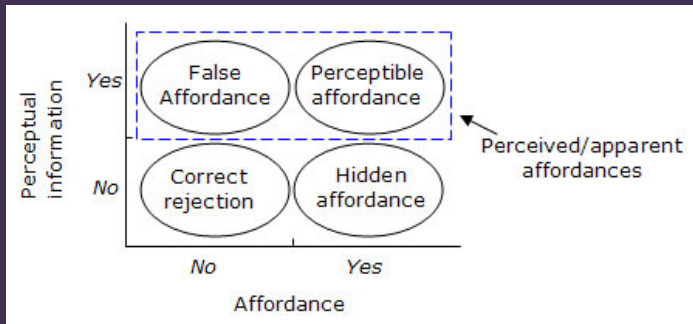 Perceptual
information
Yes
No
False
Affordance
Perceptible
affordance
Correct
rejection
Hidden
affordance
Perceived/apparent
affordances
No
Yes
Affordance